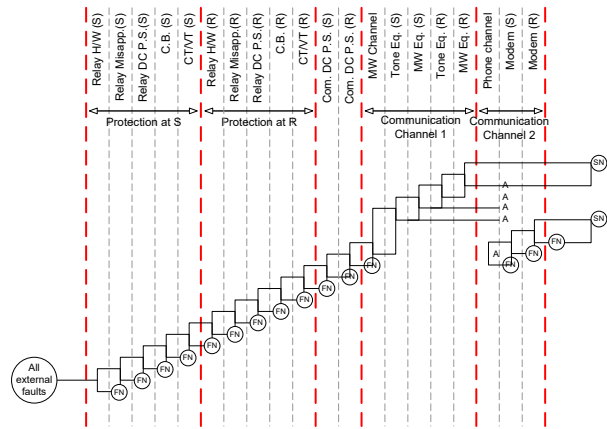 Relay H/W (S)
Relay Misapp.(S)
Relay DC P.S.(S)
C.B. (S)
CT/VT (S)
Relay H/W (R)
Relay Misapp.(R)
Relay DC P.S.(R)
C.B. (R)
CT/VT (R)
Com. DC P.S. (S)
Com. DC P.S. (R)
MW Channel
Tone Eq. (S)
MW Eq. (S)
Tone Eq. (R)
MW Eq. (R)
Phone channel
Modem (S)
Modem (R)
Protection at S
Protection at R
Communication
Channel 1
Communication
Channel 2
SN
A
A
A
A
SN
FN
FN
A
FN
FN
FN
FN
FN
FN
FN
FN
FN
FN
FN
FN
FN
FN
All
external
faults